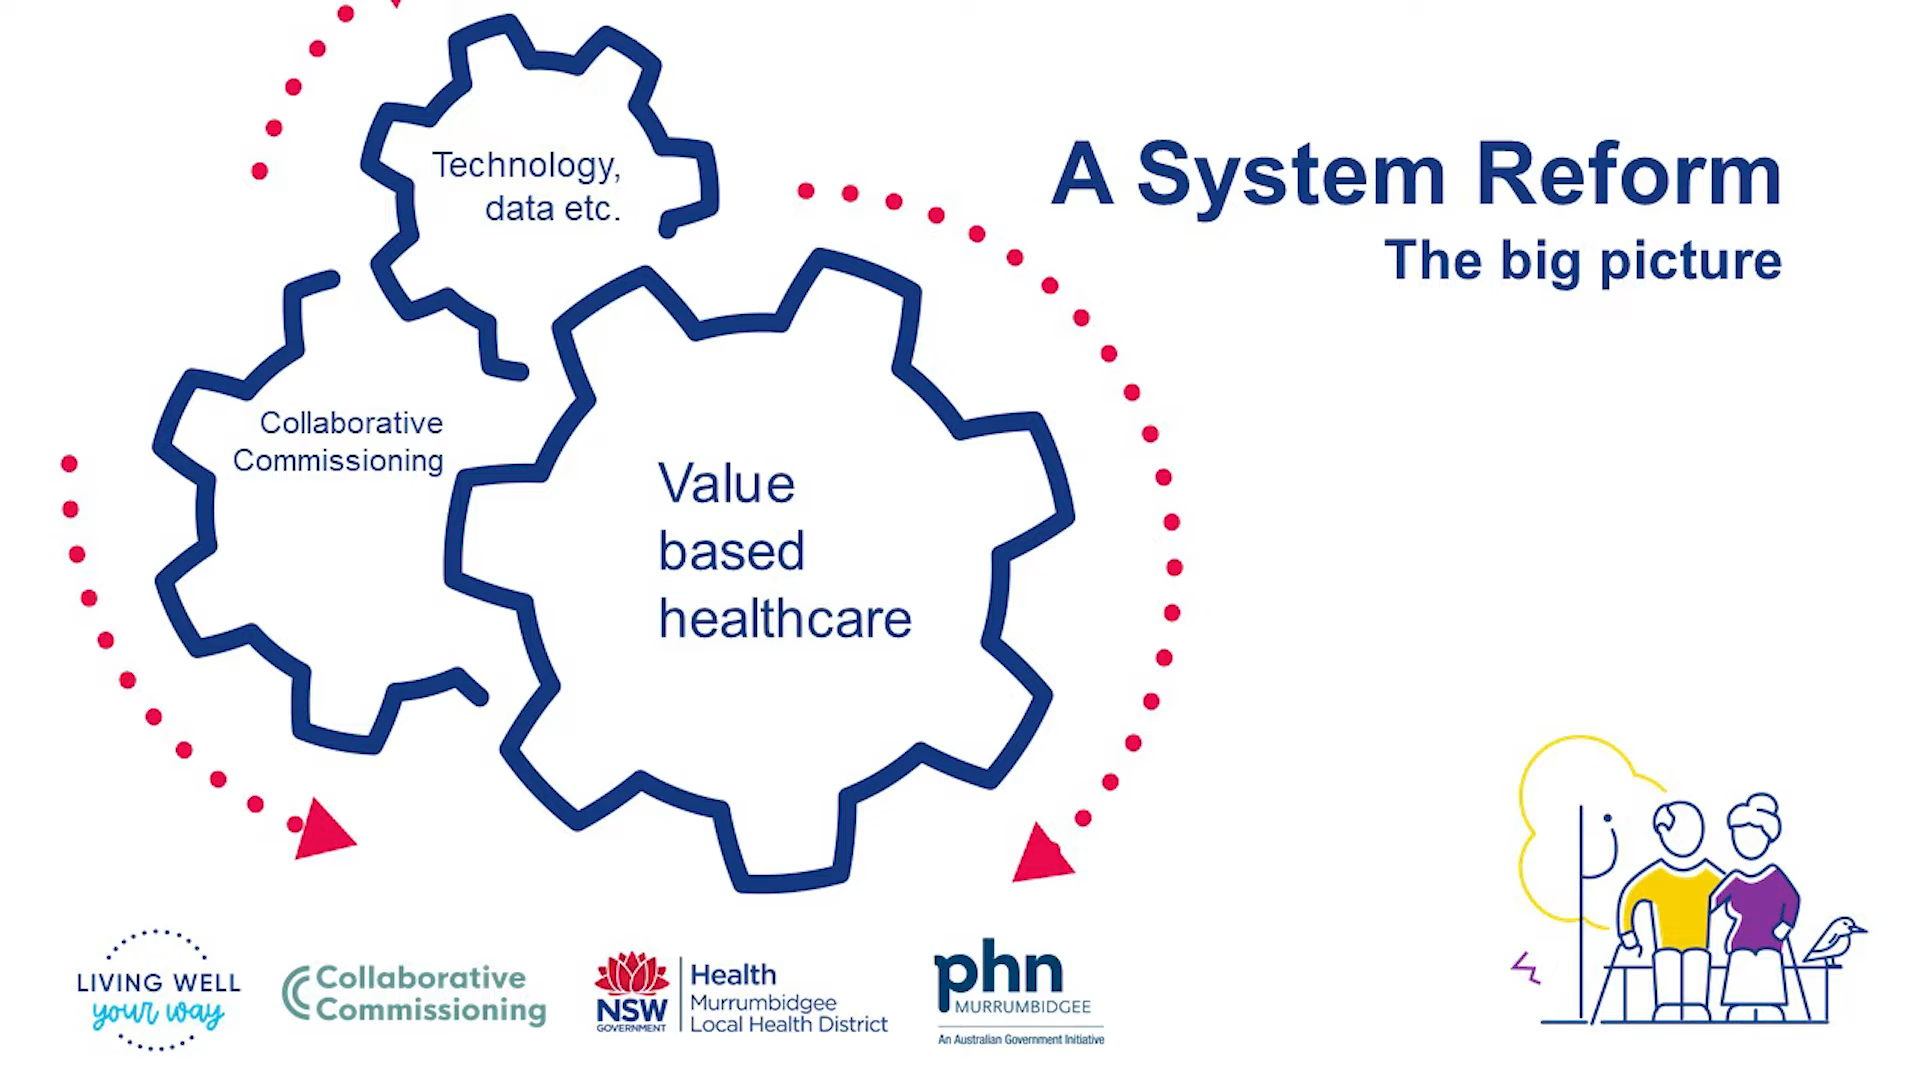 A System Reform
The big picture
Technology,
data etc.
Collaborative
Commissioning
Value
based
healthcare
LIVING WELL
your way
Collaborative
Commissioning
NSW
GOVERNMENT
Health
Murrumbidgee
Local Health District
phn
MURRUMBIDGEE
An Australian Government Initiative